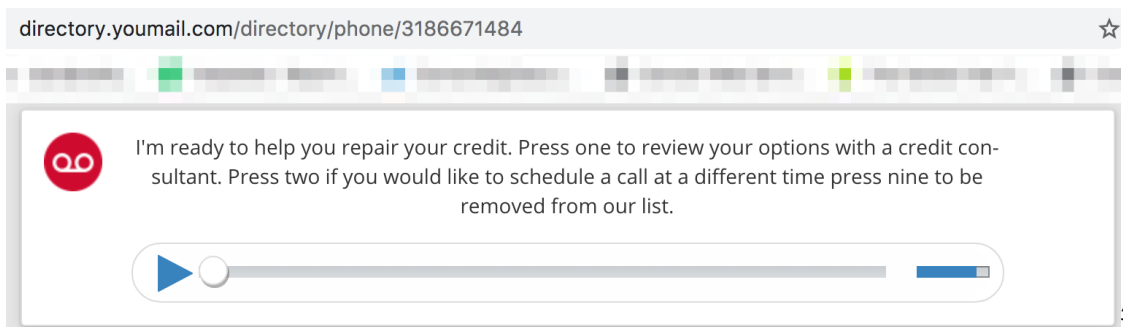 directory.youmail.com/directory/phone/3186671484
I'm ready to help you repair your credit. Press one to review your options with a credit con-
sultant. Press two if you would like to schedule a call at a different time press nine to be
removed from our list.